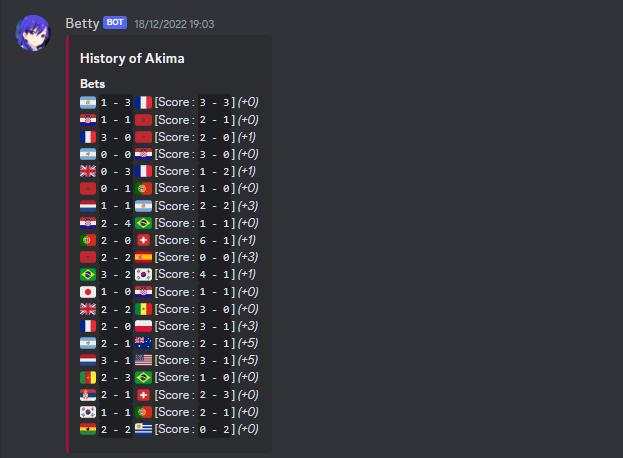 Betty BOT 18/12/2022 19:03
History of Akima
Bets
1 - 3 [Score : 3 - 3] (+0)
1 - 1 [Score : 2 - 1] (+0)
3 - 0 [Score : 2 - 0] (+1)
0 - 0 [Score : 3 - 0] (+0)
0 - 3 [Score : 1 - 2] (+1)
0 - 1 [Score : 1 - 0] (+0)
1 - 1 [Score : 2 - 2] (+3)
2 - 4 [Score : 1 - 1] (+0)
2 - 0 [Score : 6 - 1] (+1)
2 - 2 [Score : 0 - 0] (+3)
3 - 2 [Score : 4 - 1] (+1)
1 - 0 [Score : 1 - 1] (+0)
2 - 2 [Score : 3 - 0] (+0)
2 - 0 [Score : 3 - 1] (+3)
2 - 1 [Score : 2 - 1] (+5)
3 - 1 [Score : 3 - 1] (+5)
2 - 3 [Score : 1 - 0] (+0)
2 - 1 [Score : 2 - 3] (+0)
1 - 1 [Score : 2 - 1] (+0)
2 - 2 [Score : 0 - 2] (+0)